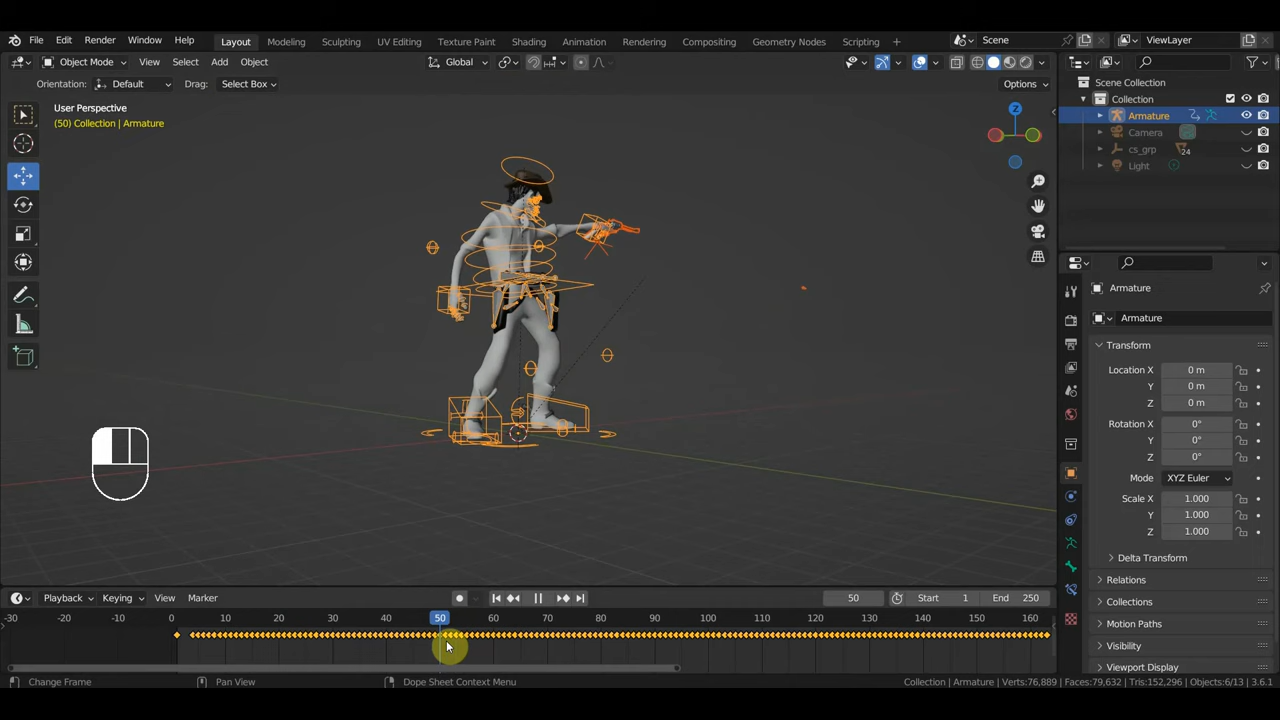 File Edit Render Window Help Layout Modeling Sculpting UV Editing Texture Paint Shading Animation Rendering Compositing Geometry Nodes Scripting + Scene ViewLayer
Object Mode View Select Add Object Global Scene Collection
Orientation: Default Drag: Select Box Options
Collection
User Perspective
(50) Collection | Armature
Armature
Camera
cs_grp 24
Light
Z
Armature
Armature
Transform
Location X 0 m
Y 0 m
Z 0 m
Rotation X 0°
Y 0°
Z 0°
Mode XYZ Euler
Scale X 1.000
Y 1.000
Z 1.000
Delta Transform
Relations
Collections
Motion Paths
Visibility
Viewport Display
Playback Keying View Marker 50 Start 1 End 250
-30 -20 -10 0 10 20 30 40 50 60 70 80 90 100 110 120 130 140 150 160
Change Frame Pan View Dope Sheet Context Menu Collection | Armature | Verts:76,889 | Faces:79,632 | Tris:152,296 | Objects:6/13 | 3.6.1